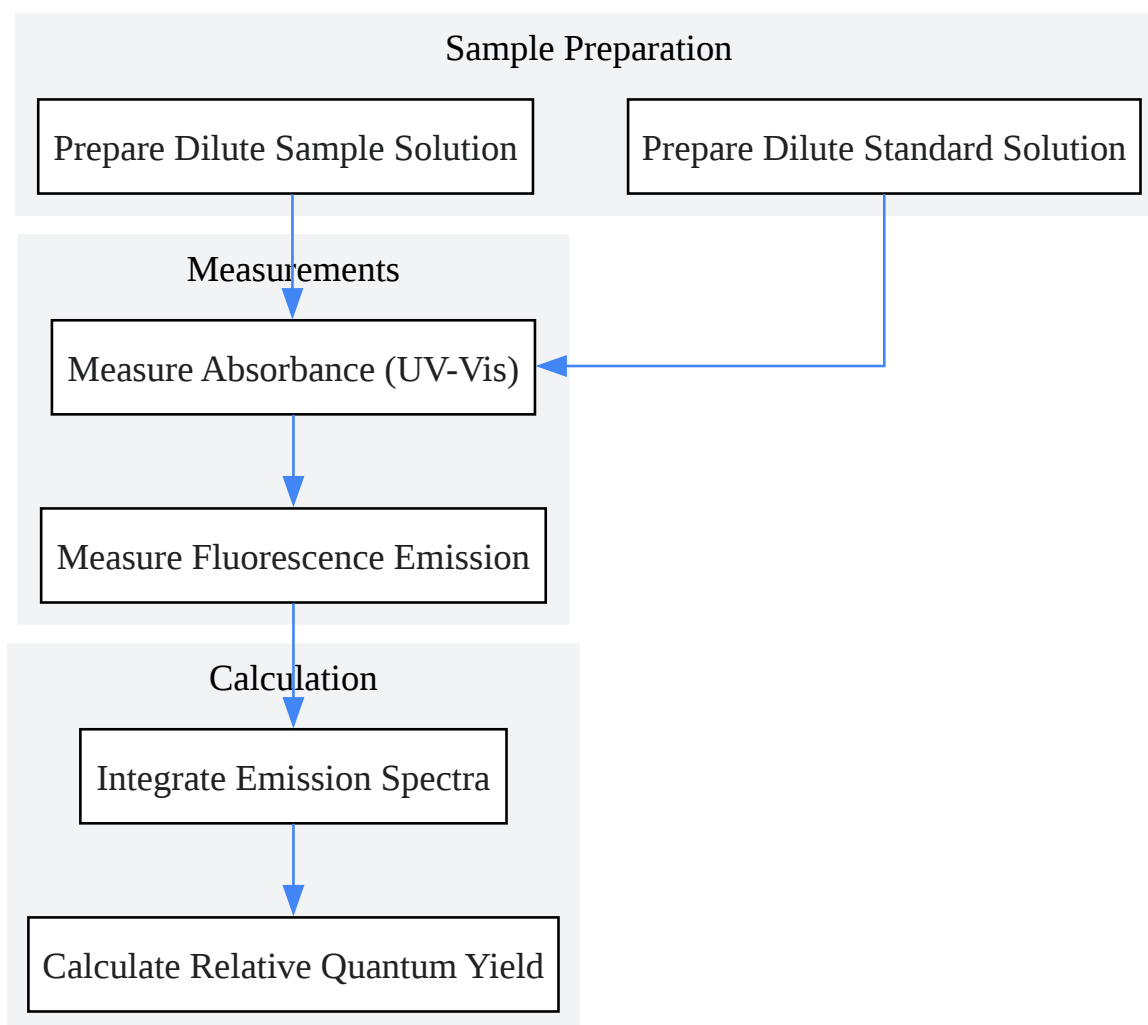 Sample Preparation
Prepare Dilute Sample Solution
Prepare Dilute Standard Solution
Measurements
Measure Absorbance (UV-Vis)
Measure Fluorescence Emission
Calculation
Integrate Emission Spectra
Calculate Relative Quantum Yield